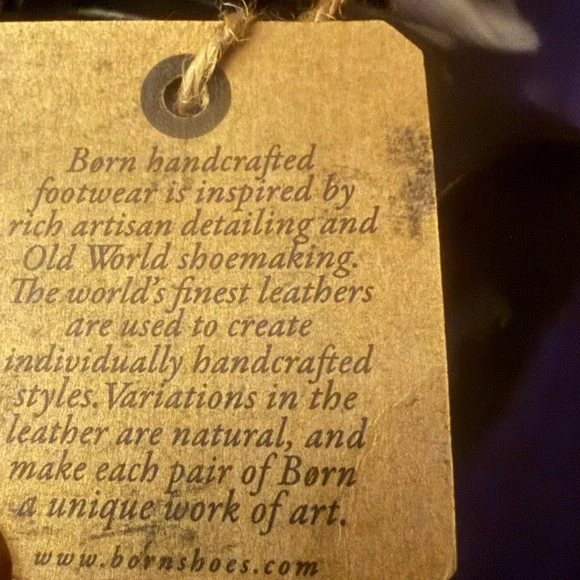 Børn handcrafted
footwear is inspired by
rich artisan detailing and
Old World shoemaking.
The world's finest leathers
are used to create
individually handcrafted
styles. Variations in the
leather are natural, and
make each pair of Børn
a unique work of art.
www.bornshoes.com